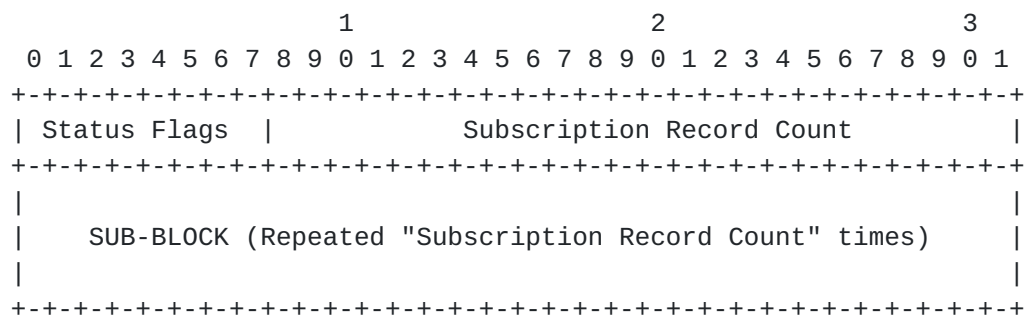 1                   2                   3
 0 1 2 3 4 5 6 7 8 9 0 1 2 3 4 5 6 7 8 9 0 1 2 3 4 5 6 7 8 9 0 1
+-+-+-+-+-+-+-+-+-+-+-+-+-+-+-+-+-+-+-+-+-+-+-+-+-+-+-+-+-+-+-+-+
| Status Flags  |            Subscription Record Count          |
+-+-+-+-+-+-+-+-+-+-+-+-+-+-+-+-+-+-+-+-+-+-+-+-+-+-+-+-+-+-+-+-+
|                                                               |
|    SUB-BLOCK (Repeated "Subscription Record Count" times)     |
|                                                               |
+-+-+-+-+-+-+-+-+-+-+-+-+-+-+-+-+-+-+-+-+-+-+-+-+-+-+-+-+-+-+-+-+